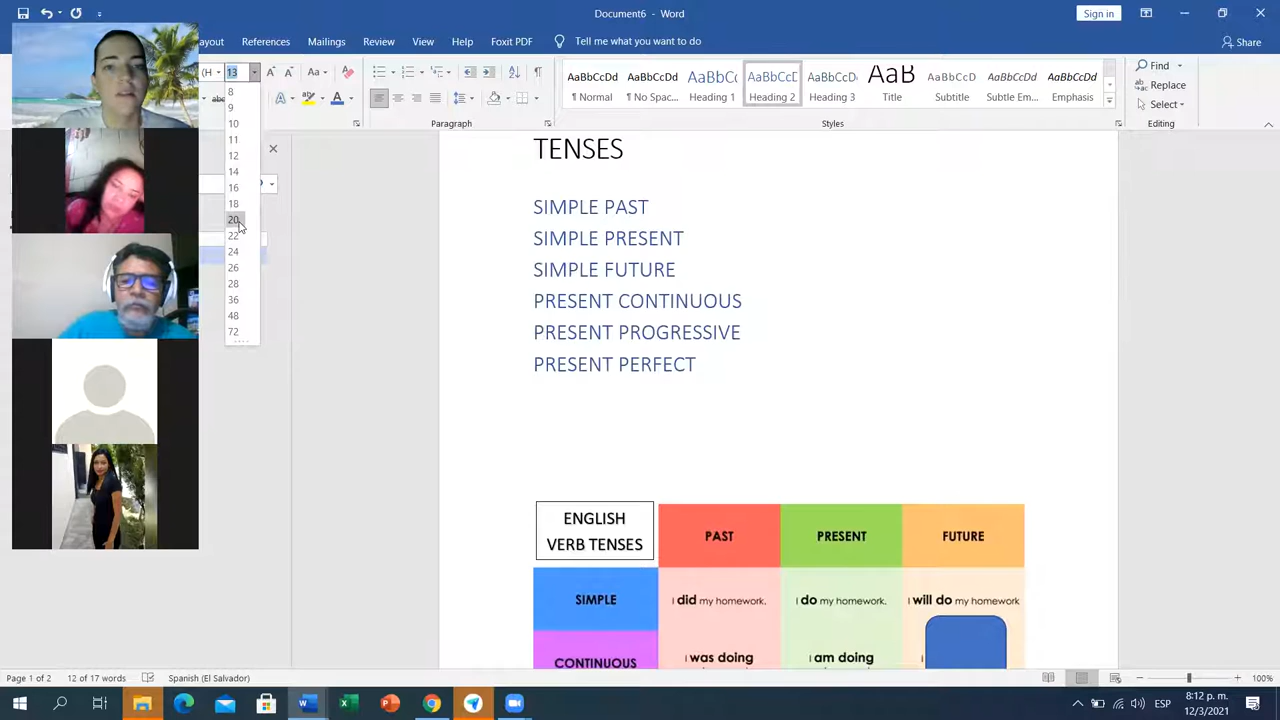 Document6 - Word
Sign in
ayout References Mailings Review View Help Foxit PDF Tell me what you want to do
Share
(H 13
Aa
AaBbCcDd AaBbCcDd AaBbC AaBbCcD AaBbCcD AaB AaBbCcD AaBbCcDd AaBbCcDd
¶ Normal ¶ No Spac... Heading 1 Heading 2 Heading 3 Title Subtitle Subtle Em... Emphasis
Find
Replace
Select
Paragraph
Styles
Editing
8
9
10
11
12
14
16
18
20
22
24
26
28
36
48
72
TENSES
SIMPLE PAST
SIMPLE PRESENT
SIMPLE FUTURE
PRESENT CONTINUOUS
PRESENT PROGRESSIVE
PRESENT PERFECT
ENGLISH
VERB TENSES
PAST PRESENT FUTURE
SIMPLE I did my homework. I do my homework. I will do my homework
CONTINUOUS I was doing I am doing I
Page 1 of 2 12 of 17 words Spanish (El Salvador)
100%
ESP
8:12 p. m.
12/3/2021